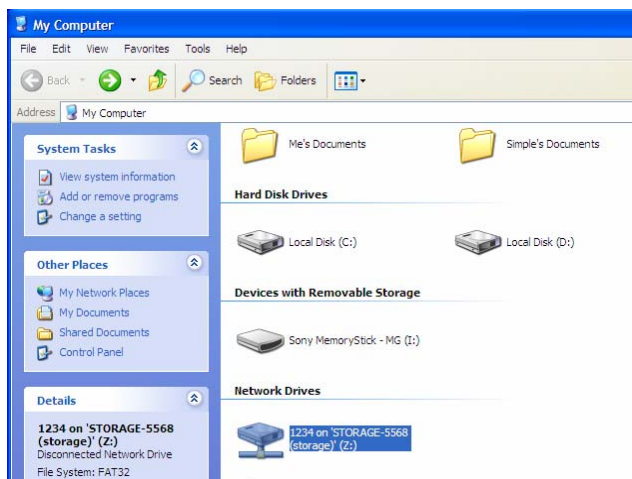 My Computer
File Edit View Favorites Tools Help
Back Search Folders
Address My Computer
System Tasks
View system information
Add or remove programs
Change a setting
Other Places
My Network Places
My Documents
Shared Documents
Control Panel
Details
1234 on 'STORAGE-5568
(storage)' (Z:)
Disconnected Network Drive
File System: FAT32
Me's Documents Simple's Documents
Hard Disk Drives
Local Disk (C:) Local Disk (D:)
Devices with Removable Storage
Sony MemoryStick - MG (I:)
Network Drives
1234 on 'STORAGE-5568
(storage)' (Z:)